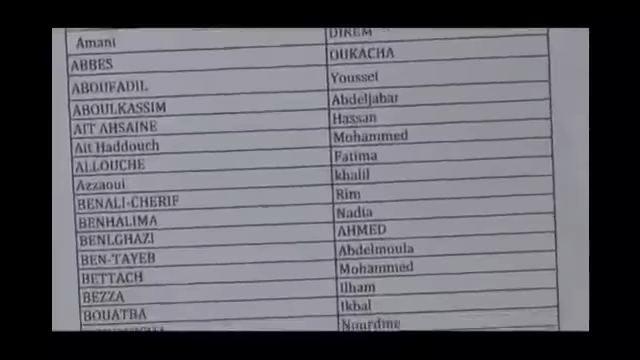 Amani DIREM
ABBES OUKACHA
ABOUFADIL Youssef
ABOULKASSIM Abdeljabar
AIT AHSAINE Hassan
Ait Haddouch Mohammed
ALLOUCHE Fatima
Azzaoui khalil
BENALI-CHERIF Rim
BENHALIMA Nadia
BENLGHAZI AHMED
BEN-TAYEB Abdelmoula
BETTACH Mohammed
BEZZA Ilham
BOUATBA Ikbal
Nourdine